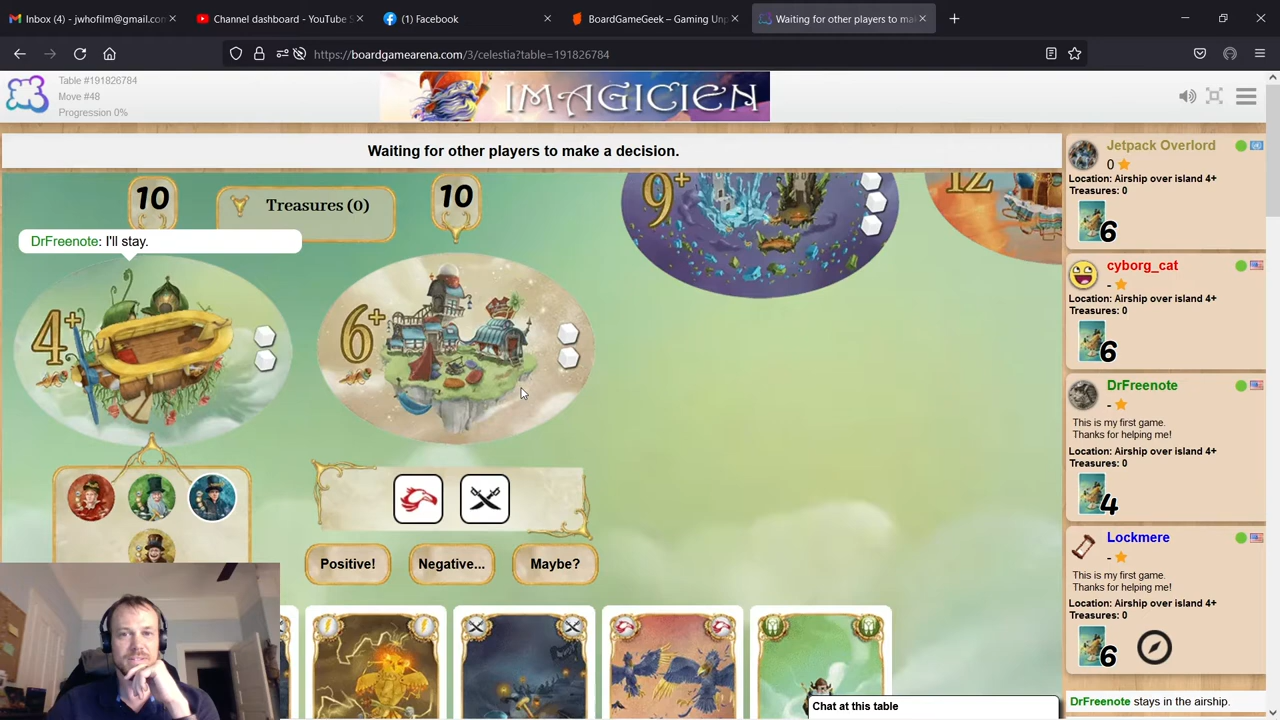 Inbox (4) - jwhofilm@gmail.com
Channel dashboard - YouTube S
(1) Facebook
BoardGameGeek – Gaming Unp
Waiting for other players to ma
https://boardgamearena.com/3/celestia?table=191826784
Table #191826784
Move #48
Progression 0%
IMAGICIEN
Waiting for other players to make a decision.
10
Treasures (0)
10
9+
12
DrFreenote: I'll stay.
4+
6+
Positive!
Negative...
Maybe?
Jetpack Overlord
0
Location: Airship over island 4+
Treasures: 0
6
cyborg_cat
-
Location: Airship over island 4+
Treasures: 0
6
DrFreenote
-
This is my first game.
Thanks for helping me!
Location: Airship over island 4+
Treasures: 0
4
Lockmere
-
This is my first game.
Thanks for helping me!
Location: Airship over island 4+
Treasures: 0
6
DrFreenote stays in the airship.
Chat at this table